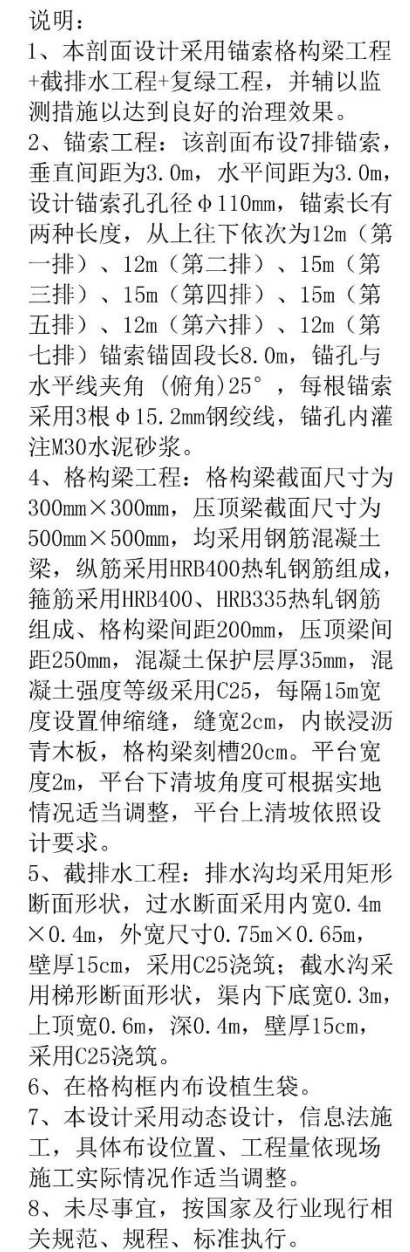 说明：
1、本剖面设计采用锚索格构梁工程
+截排水工程+复绿工程，并辅以监
测措施以达到良好的治理效果。
2、锚索工程：该剖面布设7排锚索，
垂直间距为3.0m，水平间距为3.0m，
设计锚索孔孔径φ110mm，锚索长有
两种长度，从上往下依次为12m（第
一排）、12m（第二排）、15m（第
三排）、15m（第四排）、15m（第
五排）、12m（第六排）、12m（第
七排）锚索锚固段长8.0m，锚孔与
水平线夹角（俯角)25°，每根锚索
采用3根φ15.2mm钢绞线，锚孔内灌
注M30水泥砂浆。
4、格构梁工程：格构梁截面尺寸为
300mm×300mm，压顶梁截面尺寸为
500mm×500mm，均采用钢筋混凝土
梁，纵筋采用HRB400热轧钢筋组成，
箍筋采用HRB400、HRB335热轧钢筋
组成、格构梁间距200mm，压顶梁间
距250mm，混凝土保护层厚35mm，混
凝土强度等级采用C25，每隔15m宽
度设置伸缩缝，缝宽2cm，内嵌浸沥
青木板，格构梁刻槽20cm。平台宽
度2m，平台下清坡角度可根据实地
情况适当调整，平台上清坡依照设
计要求。
5、截排水工程：排水沟均采用矩形
断面形状，过水断面采用内宽0.4m
×0.4m，外宽尺寸0.75m×0.65m，
壁厚15cm，采用C25浇筑；截水沟采
用梯形断面形状，渠内下底宽0.3m，
上顶宽0.6m，深0.4m，壁厚15cm，
采用C25浇筑。
6、在格构框内布设植生袋。
7、本设计采用动态设计，信息法施
工，具体布设位置、工程量依现场
施工实际情况作适当调整。
8、未尽事宜，按国家及行业现行相
关规范、规程、标准执行。